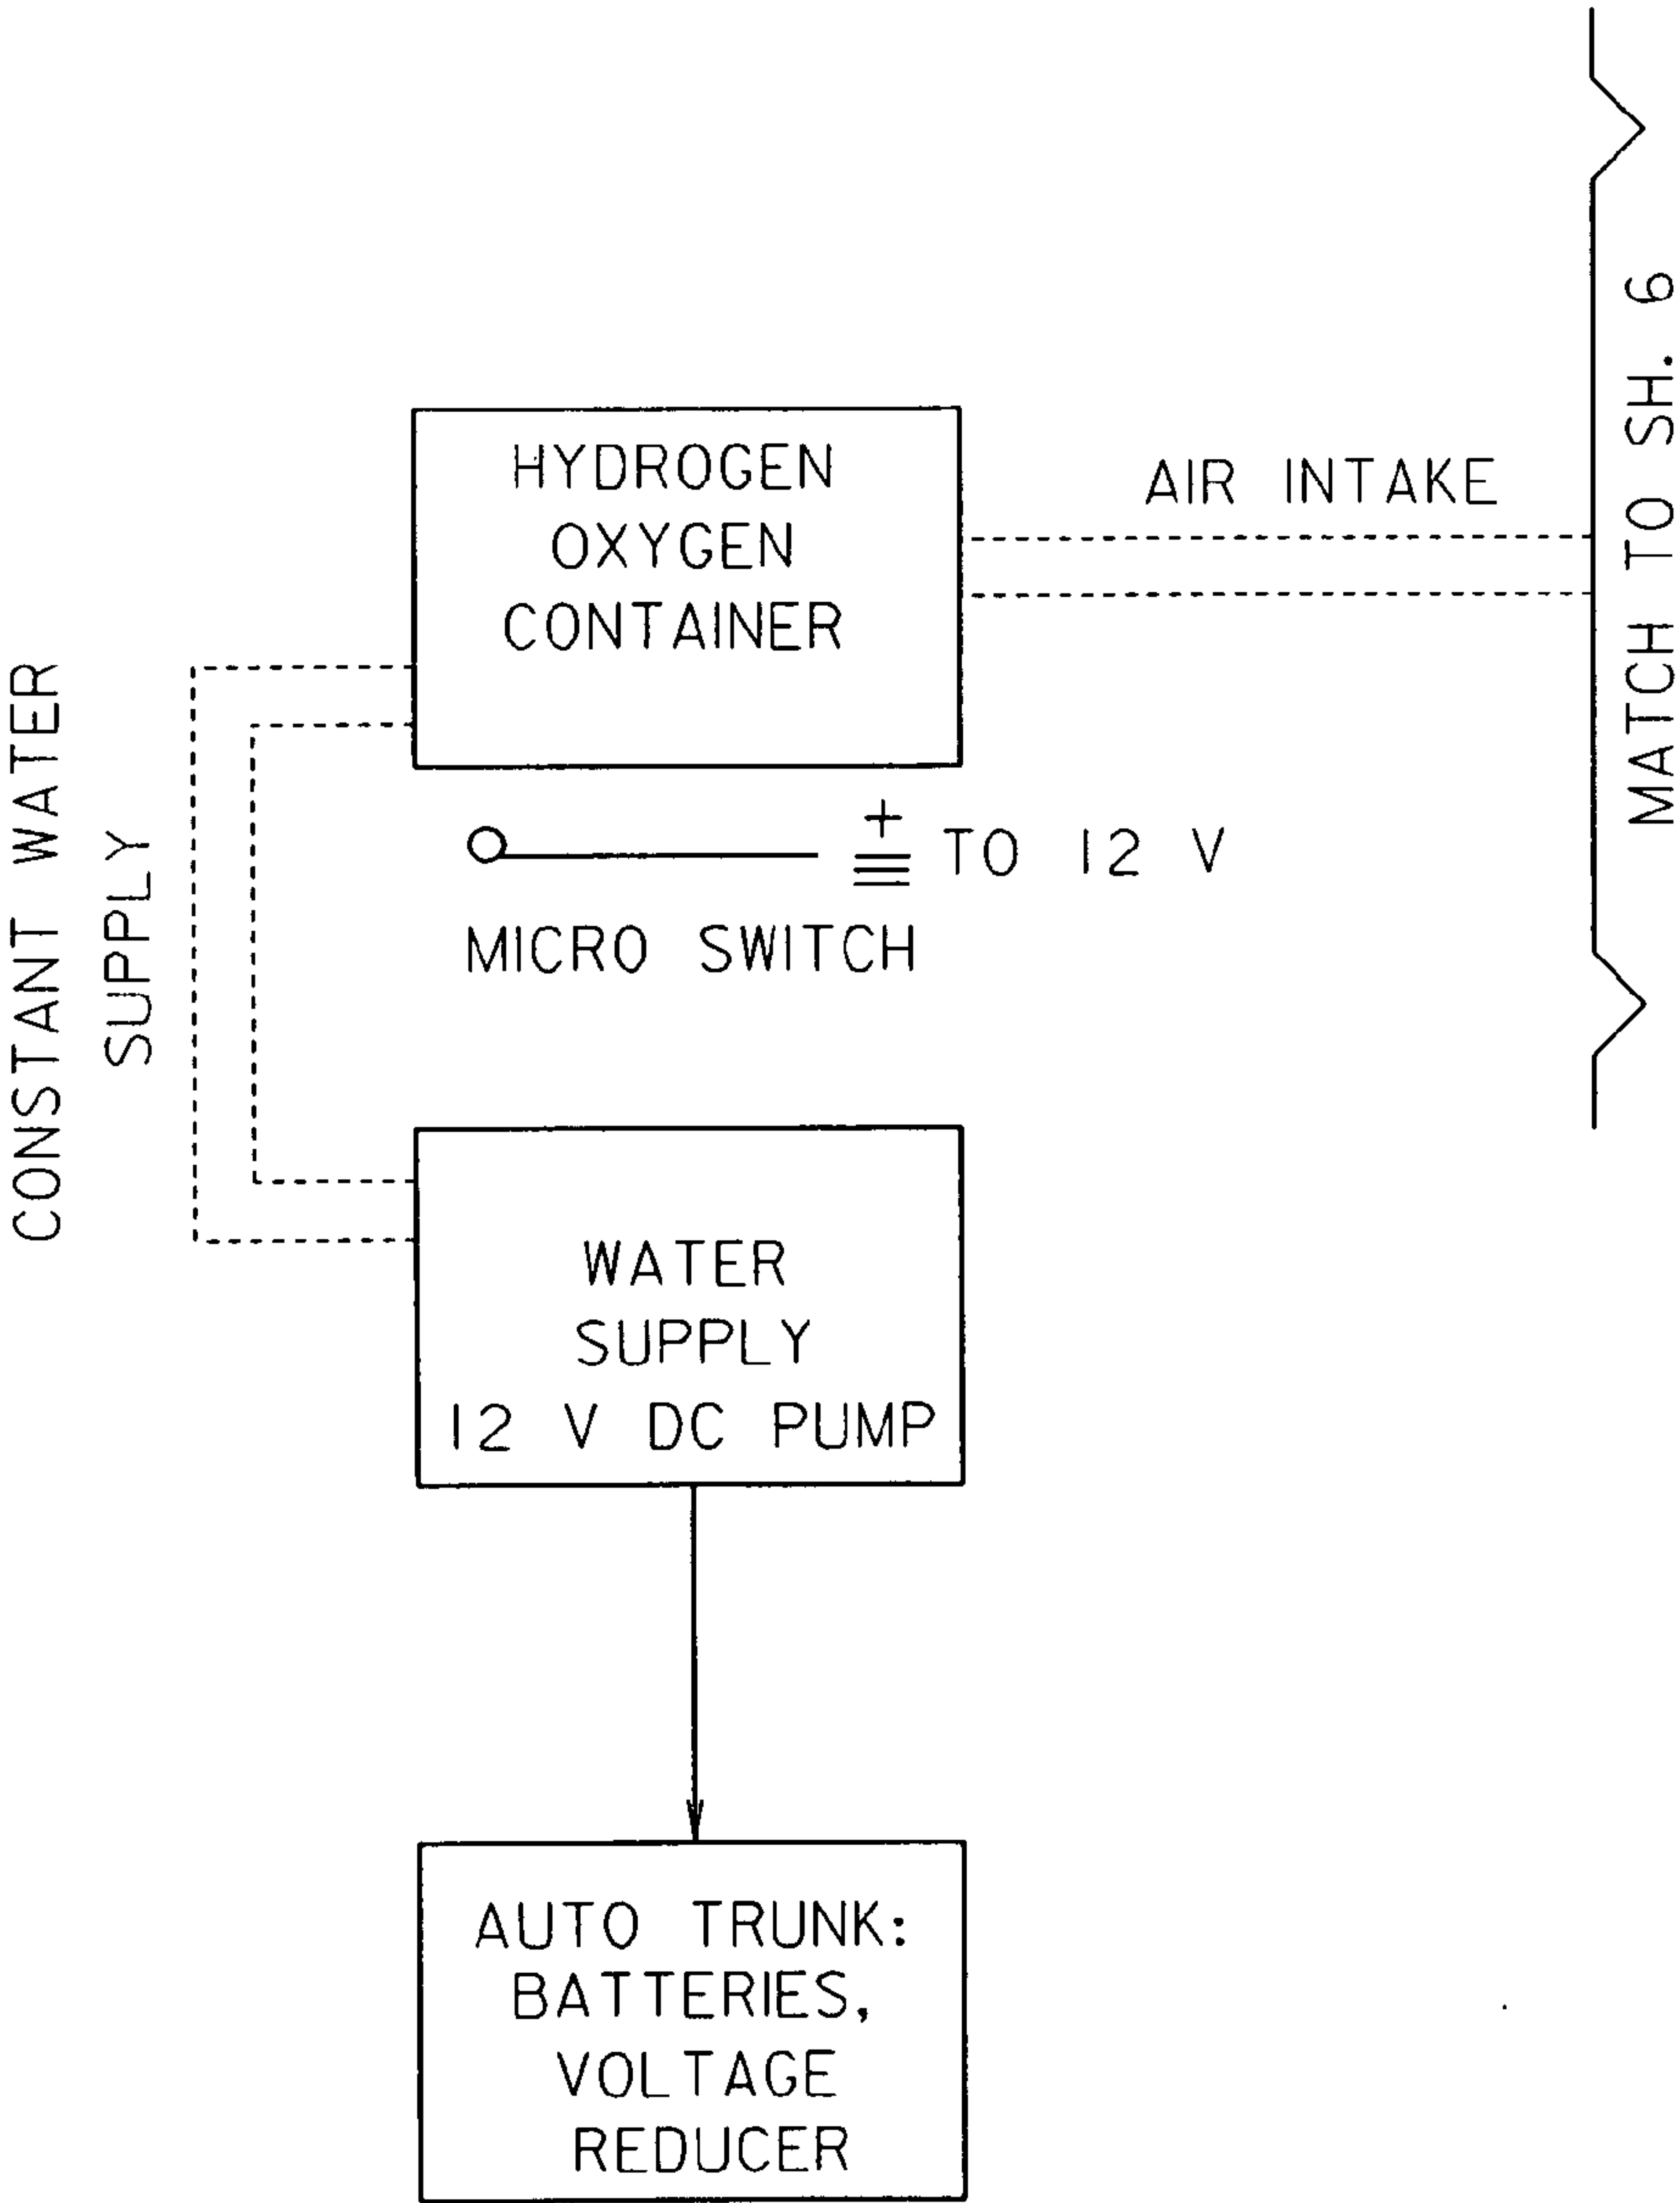 HYDROGEN
OXYGEN
CONTAINER
AIR INTAKE
MATCH TO SH. 6
CONSTANT WATER
SUPPLY
+
TO 12 V
MICRO SWITCH
WATER
SUPPLY
12 V DC PUMP
AUTO TRUNK:
BATTERIES,
VOLTAGE
REDUCER